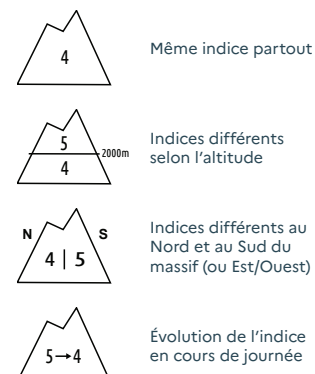 4
Même indice partout
5
2000m
4
Indices différents
selon l'altitude
N
S
4 | 5
Indices différents au
Nord et au Sud du
massif (ou Est/Ouest)
5→4
Évolution de l'indice
en cours de journée